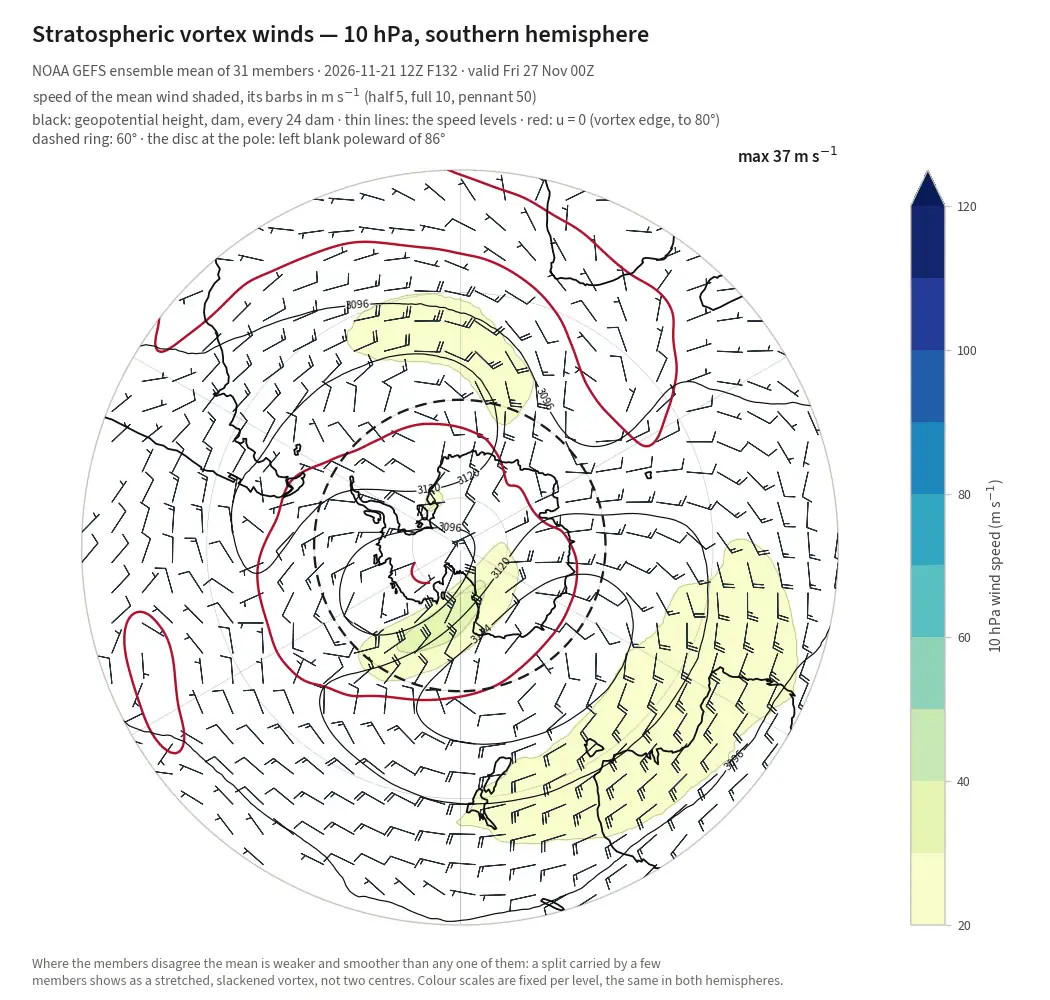 Stratospheric vortex winds — 10 hPa, southern hemisphere
NOAA GEFS ensemble mean of 31 members · 2026-11-21 12Z F132 · valid Fri 27 Nov 00Z
speed of the mean wind shaded, its barbs in m s⁻¹ (half 5, full 10, pennant 50)
black: geopotential height, dam, every 24 dam · thin lines: the speed levels · red: u = 0 (vortex edge, to 80°)
dashed ring: 60° · the disc at the pole: left blank poleward of 86°
max 37 m s⁻¹
120
100
80
60
40
20
10 hPa wind speed (m s⁻¹)
3096
3096
3120
3120
3096
3120
3096
Where the members disagree the mean is weaker and smoother than any one of them: a split carried by a few
members shows as a stretched, slackened vortex, not two centres. Colour scales are fixed per level, the same in both hemispheres.